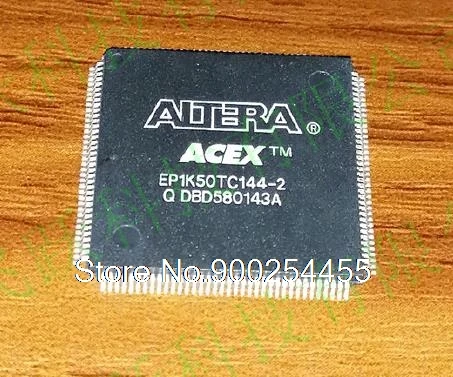 ALTERA ®
ACEX™
EP1K50TC144-2
Q DBD580143A
Store No.900254455